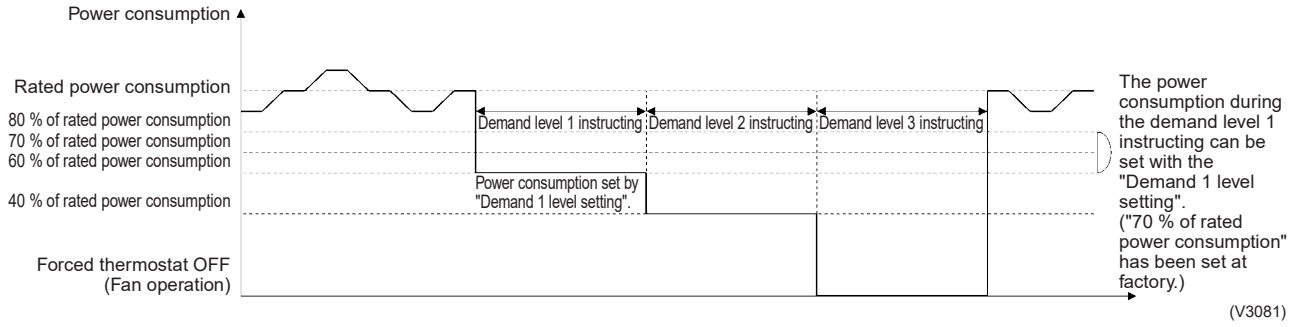 Power consumption
Rated power consumption
80 % of rated power consumption
70 % of rated power consumption
60 % of rated power consumption
40 % of rated power consumption
Forced thermostat OFF
(Fan operation)
Demand level 1 instructing
Demand level 2 instructing
Demand level 3 instructing
Power consumption set by
"Demand 1 level setting".
The power
consumption during
the demand level 1
instructing can be
set with the
"Demand 1 level
setting".
("70 % of rated
power consumption"
has been set at
factory.)
(V3081)